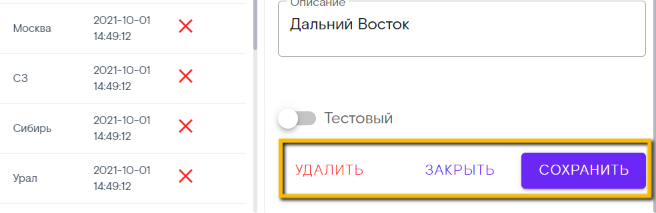 Москва 2021-10-01
14:49:12
СЗ 2021-10-01
14:49:12
Сибирь 2021-10-01
14:49:12
Урал 2021-10-01
14:49:12
Описание
Дальний Восток
Тестовый
УДАЛИТЬ ЗАКРЫТЬ СОХРАНИТЬ